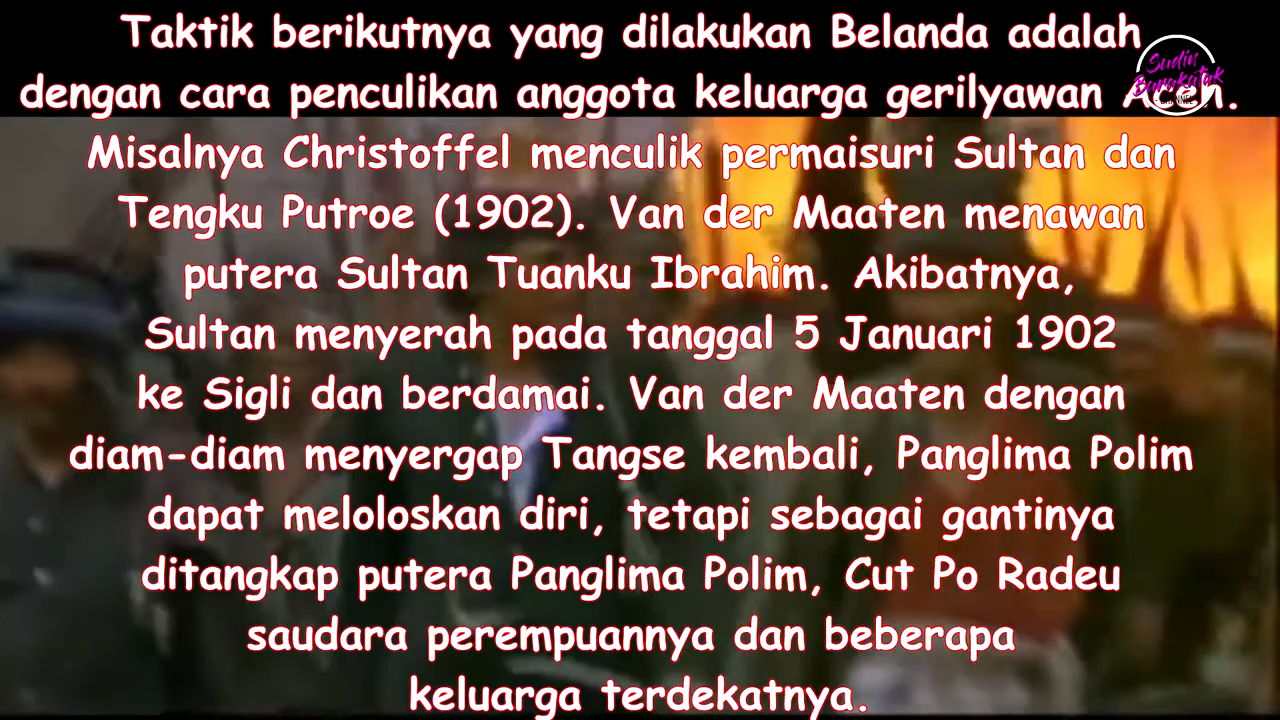 Taktik berikutnya yang dilakukan Belanda adalah
dengan cara penculikan anggota keluarga gerilyawan Aceh.
Misalnya Christoffel menculik permaisuri Sultan dan
Tengku Putroe (1902). Van der Maaten menawan
putera Sultan Tuanku Ibrahim. Akibatnya,
Sultan menyerah pada tanggal 5 Januari 1902
ke Sigli dan berdamai. Van der Maaten dengan
diam-diam menyergap Tangse kembali, Panglima Polim
dapat meloloskan diri, tetapi sebagai gantinya
ditangkap putera Panglima Polim, Cut Po Radeu
saudara perempuannya dan beberapa
keluarga terdekatnya.
Sudin
Barakatak